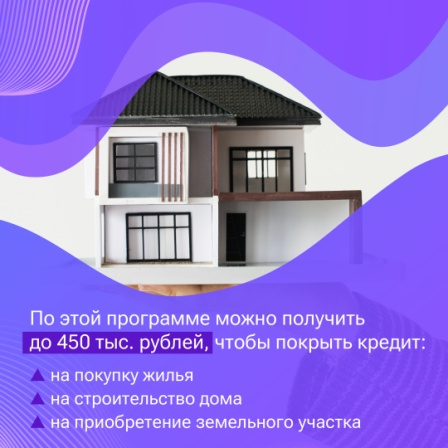 По этой программе можно получить
до 450 тыс. рублей, чтобы покрыть кредит:
на покупку жилья
на строительство дома
на приобретение земельного участка